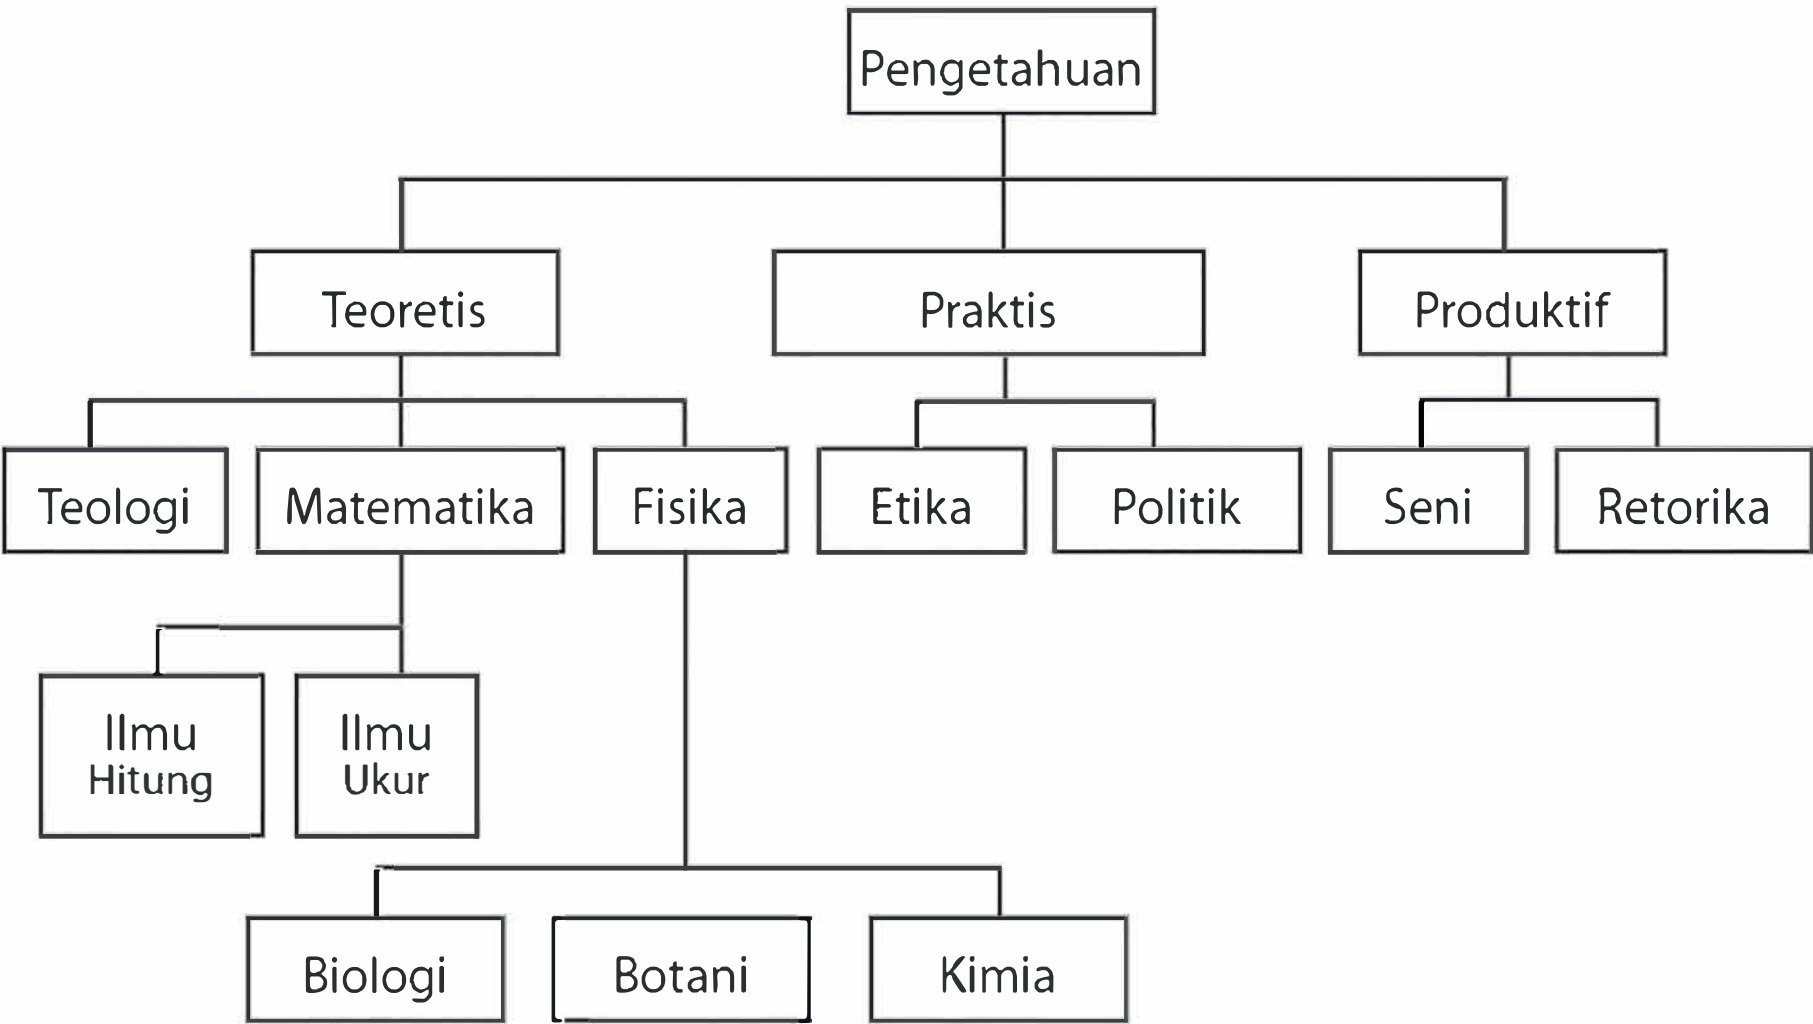 Pengetahuan
Teoretis
Praktis
Produktif
Teologi
Matematika
Fisika
Etika
Politik
Seni
Retorika
Ilmu
Hitung
Ilmu
Ukur
Biologi
Botani
Kimia